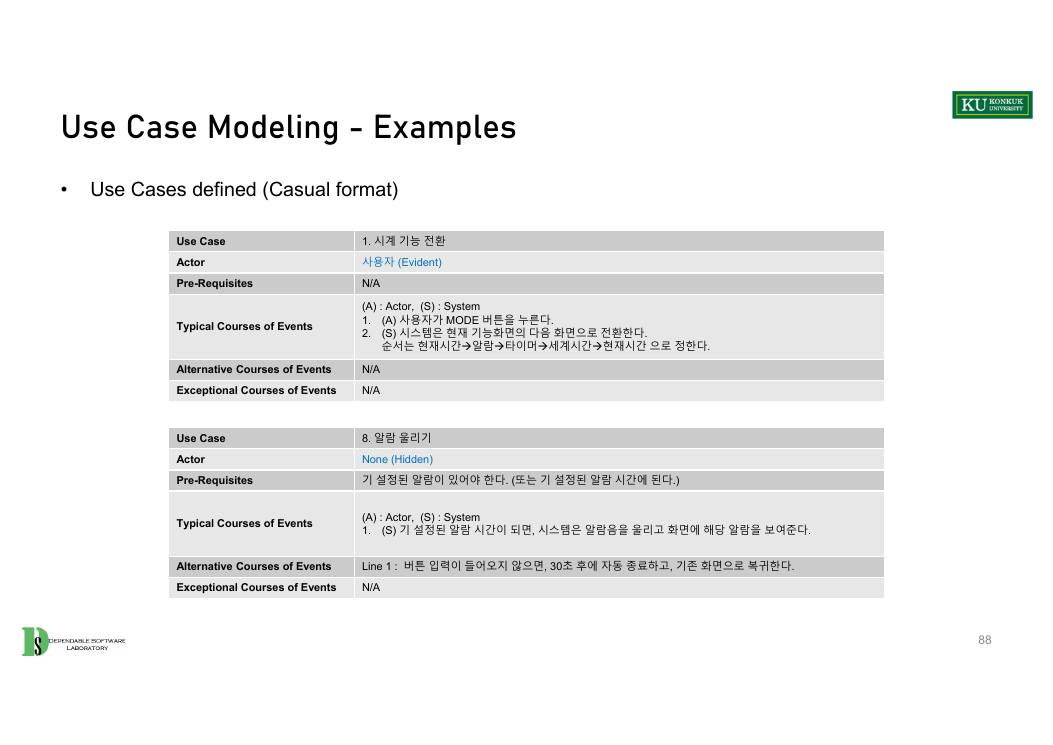 KU KONKUK UNIVERSITY
Use Case Modeling - Examples
• Use Cases defined (Casual format)
Use Case 1. 시계 기능 전환
Actor 사용자 (Evident)
Pre-Requisites N/A
Typical Courses of Events
(A) : Actor, (S) : System
1. (A) 사용자가 MODE 버튼을 누른다.
2. (S) 시스템은 현재 기능화면의 다음 화면으로 전환한다.
순서는 현재시간→알람→타이머→세계시간→현재시간 으로 정한다.
Alternative Courses of Events N/A
Exceptional Courses of Events N/A
Use Case 8. 알람 울리기
Actor None (Hidden)
Pre-Requisites 기 설정된 알람이 있어야 한다. (또는 기 설정된 알람 시간에 된다.)
Typical Courses of Events
(A) : Actor, (S) : System
1. (S) 기 설정된 알람 시간이 되면, 시스템은 알람음을 울리고 화면에 해당 알람을 보여준다.
Alternative Courses of Events Line 1 : 버튼 입력이 들어오지 않으면, 30초 후에 자동 종료하고, 기존 화면으로 복귀한다.
Exceptional Courses of Events N/A
DS DEPENDABLE SOFTWARE
LABORATORY
88